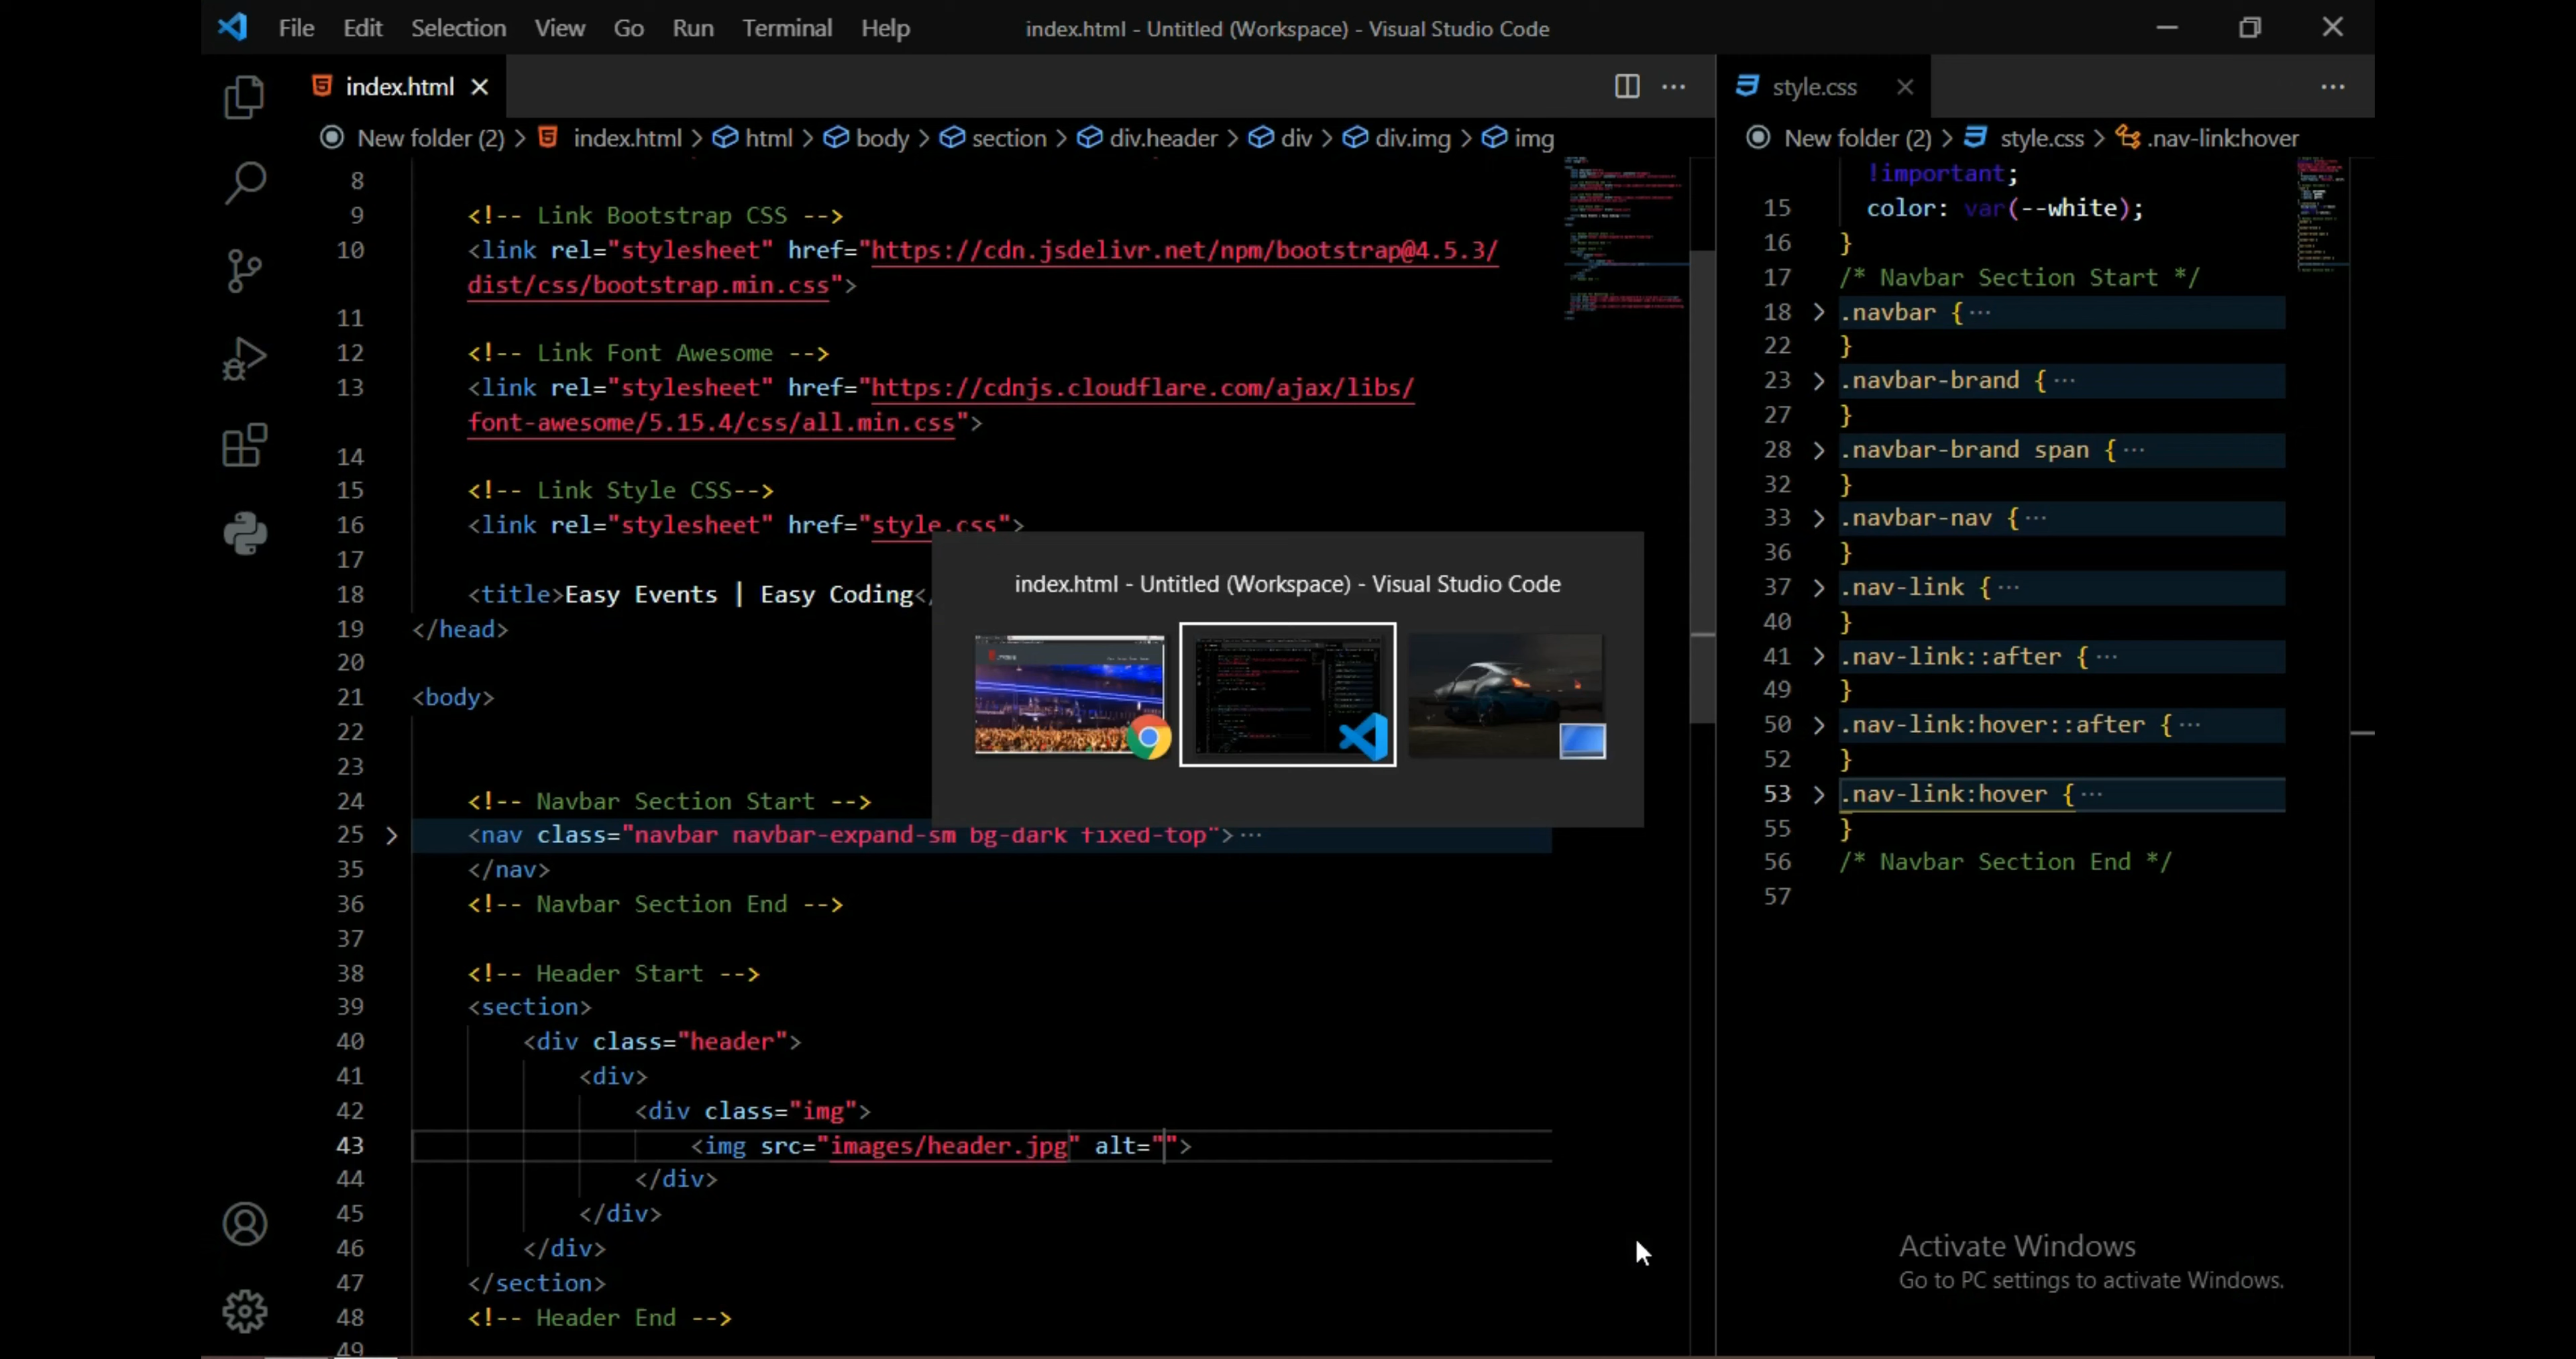 File Edit Selection View Go Run Terminal Help index.html - Untitled (Workspace) - Visual Studio Code
index.html
New folder (2) > index.html > html > body > section > div.header > div > div.img > img
8
9 <!-- Link Bootstrap CSS -->
10 <link rel="stylesheet" href="https://cdn.jsdelivr.net/npm/bootstrap@4.5.3/
dist/css/bootstrap.min.css">
11
12 <!-- Link Font Awesome -->
13 <link rel="stylesheet" href="https://cdnjs.cloudflare.com/ajax/libs/
font-awesome/5.15.4/css/all.min.css">
14
15 <!-- Link Style CSS-->
16 <link rel="stylesheet" href="style.css">
17
18 <title>Easy Events | Easy Coding</
19 </head>
20
21 <body>
22
23
24 <!-- Navbar Section Start -->
25 <nav class="navbar navbar-expand-sm bg-dark fixed-top">...
35 </nav>
36 <!-- Navbar Section End -->
37
38 <!-- Header Start -->
39 <section>
40 <div class="header">
41 <div>
42 <div class="img">
43 <img src="images/header.jpg" alt="">
44 </div>
45 </div>
46 </div>
47 </section>
48 <!-- Header End -->
49
index.html - Untitled (Workspace) - Visual Studio Code
style.css
New folder (2) > style.css > .nav-link:hover
!important;
15 color: var(--white);
16 }
17 /* Navbar Section Start */
18 .navbar {...
22 }
23 .navbar-brand {...
27 }
28 .navbar-brand span {...
32 }
33 .navbar-nav {...
36 }
37 .nav-link {...
40 }
41 .nav-link::after {...
49 }
50 .nav-link:hover::after {...
52 }
53 .nav-link:hover {...
55 }
56 /* Navbar Section End */
57
Activate Windows
Go to PC settings to activate Windows.